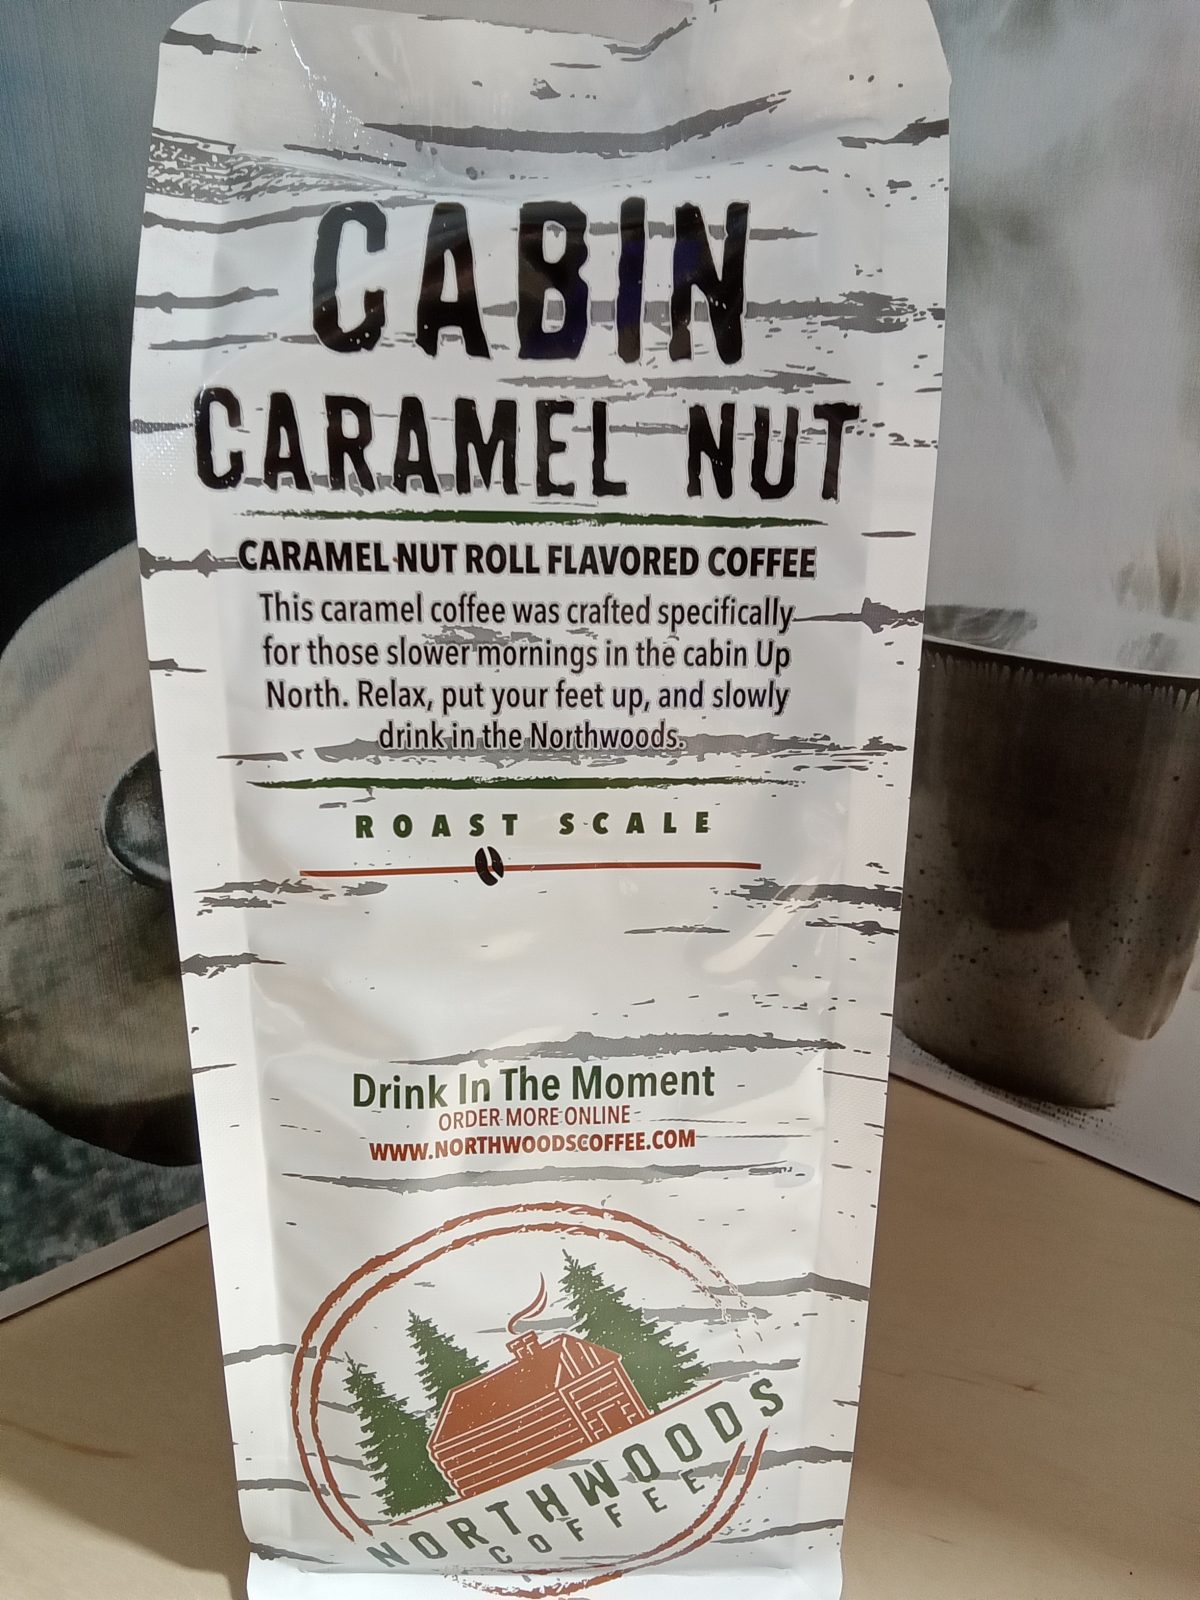 CABIN
CARAMEL NUT
CARAMEL NUT ROLL FLAVORED COFFEE
This caramel coffee was crafted specifically
for those slower mornings in the cabin Up
North. Relax, put your feet up, and slowly
drink in the Northwoods.
ROAST SCALE
Drink In The Moment
ORDER MORE ONLINE
WWW.NORTHWOODSCOFFEE.COM
NORTHWOODS
COFFEE